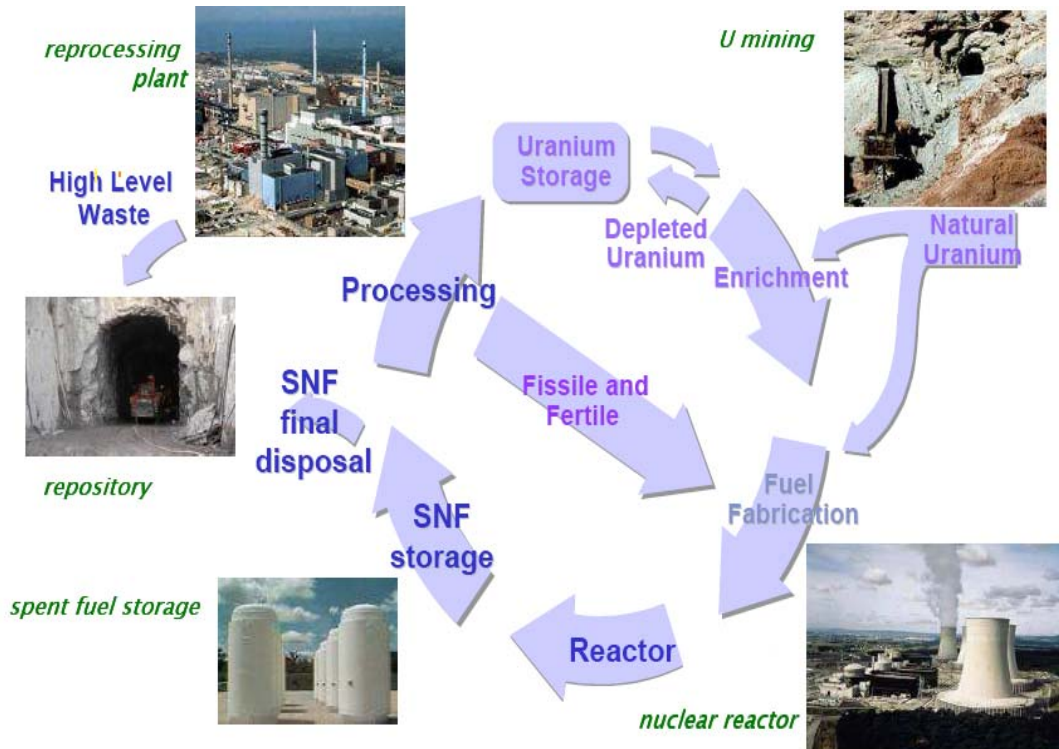 reprocessing
plant
U mining
Uranium
Storage
High Level
Waste
Depleted
Uranium
Natural
Uranium
Enrichment
Processing
SNF
final
disposal
Fissile and
Fertile
repository
SNF
storage
Fuel
Fabrication
spent fuel storage
Reactor
nuclear reactor